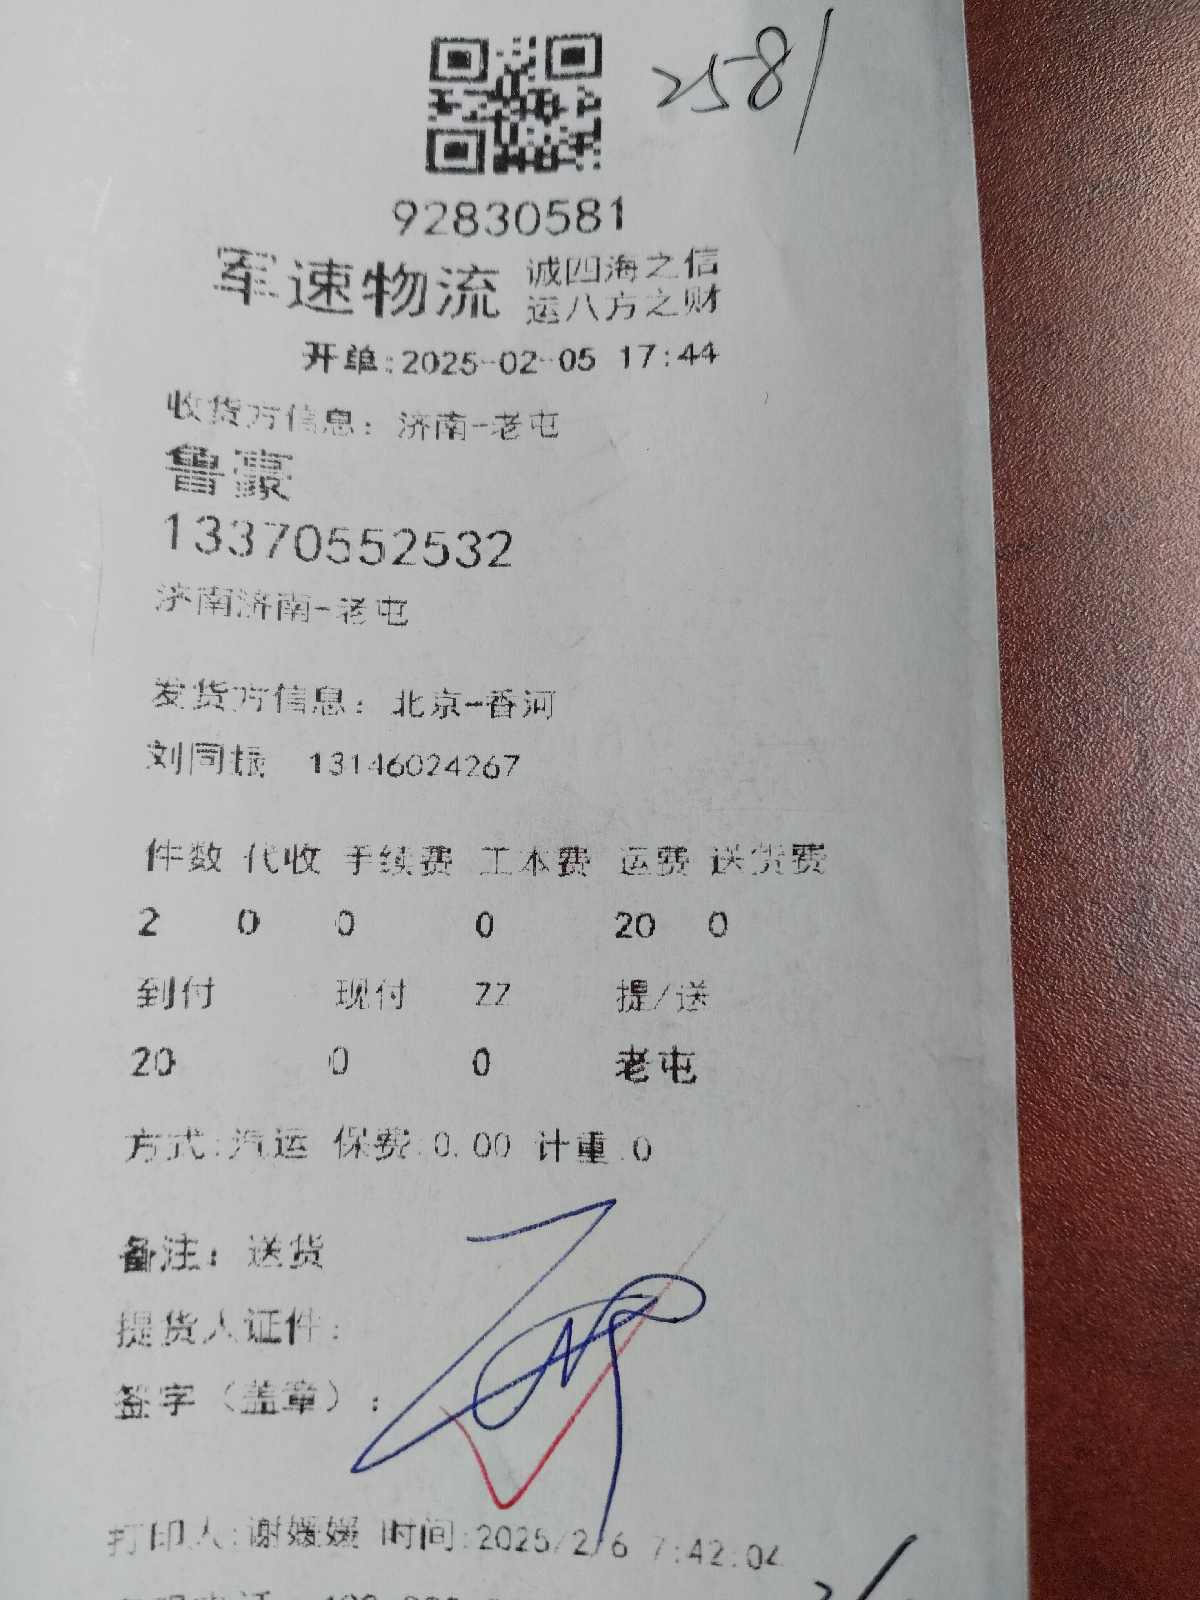 2581
92830581
军速物流 诚四海之信
运八方之财
开单:2025-02-05 17:44
收货方信息: 济南-老屯
鲁豪
13370552532
济南济南-老屯
发货方信息: 北京-香河
刘同振 13146024267
件数 代收 手续费 工本费 运费 送货费
2 0 0 0 20 0
到付 现付 ZZ 提/送
20 0 0 老屯
方式:汽运 保费:0.00 计重:0
备注: 送货
提货人证件:
签字（盖章）:
打印人:谢媛媛 时间:2025/2/6 7:42:04